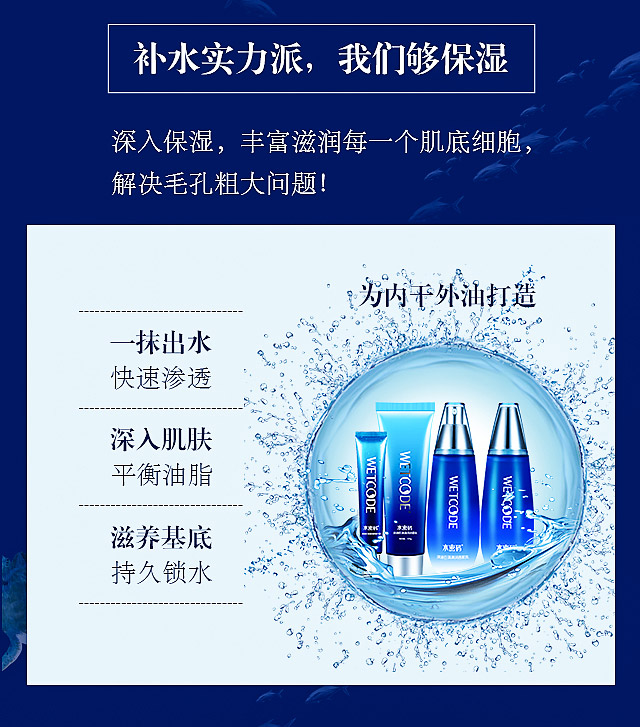 补水实力派，我们够保湿
深入保湿，丰富滋润每一个肌底细胞，
解决毛孔粗大问题！
为内干外油打造
一抹出水
快速渗透
深入肌肤
平衡油脂
滋养基底
持久锁水
WETCODE
WETCODE
WETCODE
WETCODE
水密码
水密码
水密码